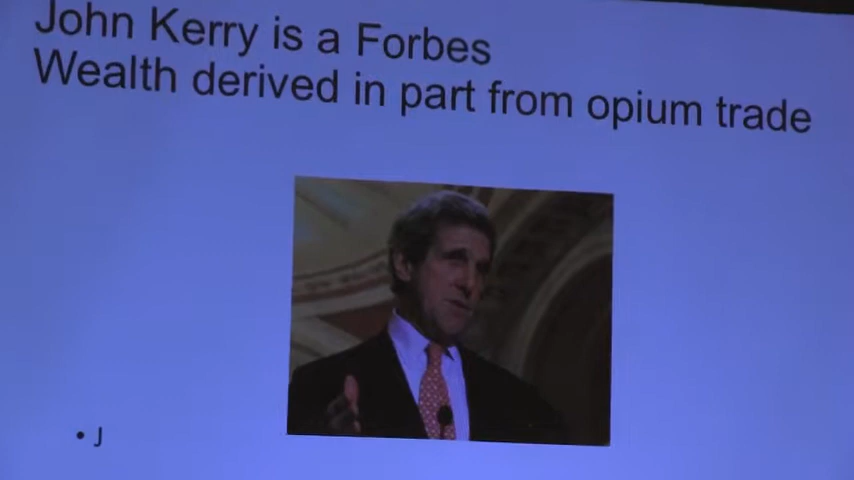 John Kerry is a Forbes
Wealth derived in part from opium trade
• J